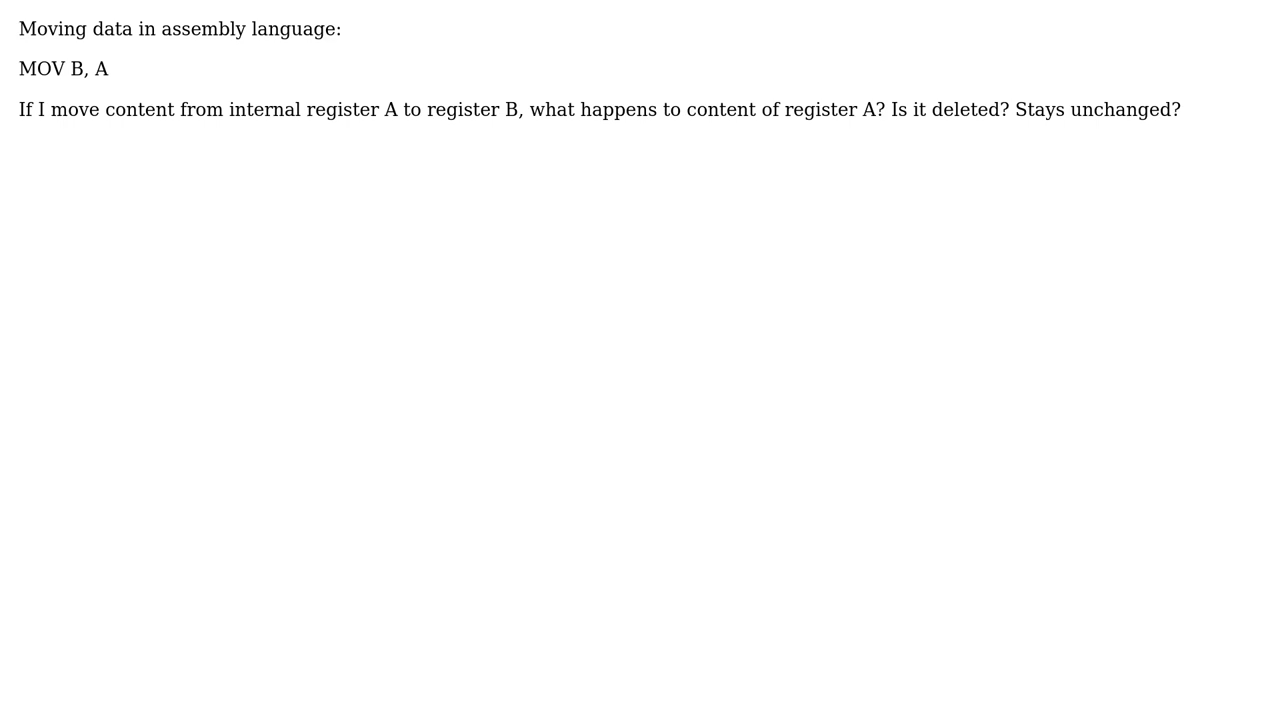 Moving data in assembly language:
MOV B, A
If I move content from internal register A to register B, what happens to content of register A? Is it deleted? Stays unchanged?